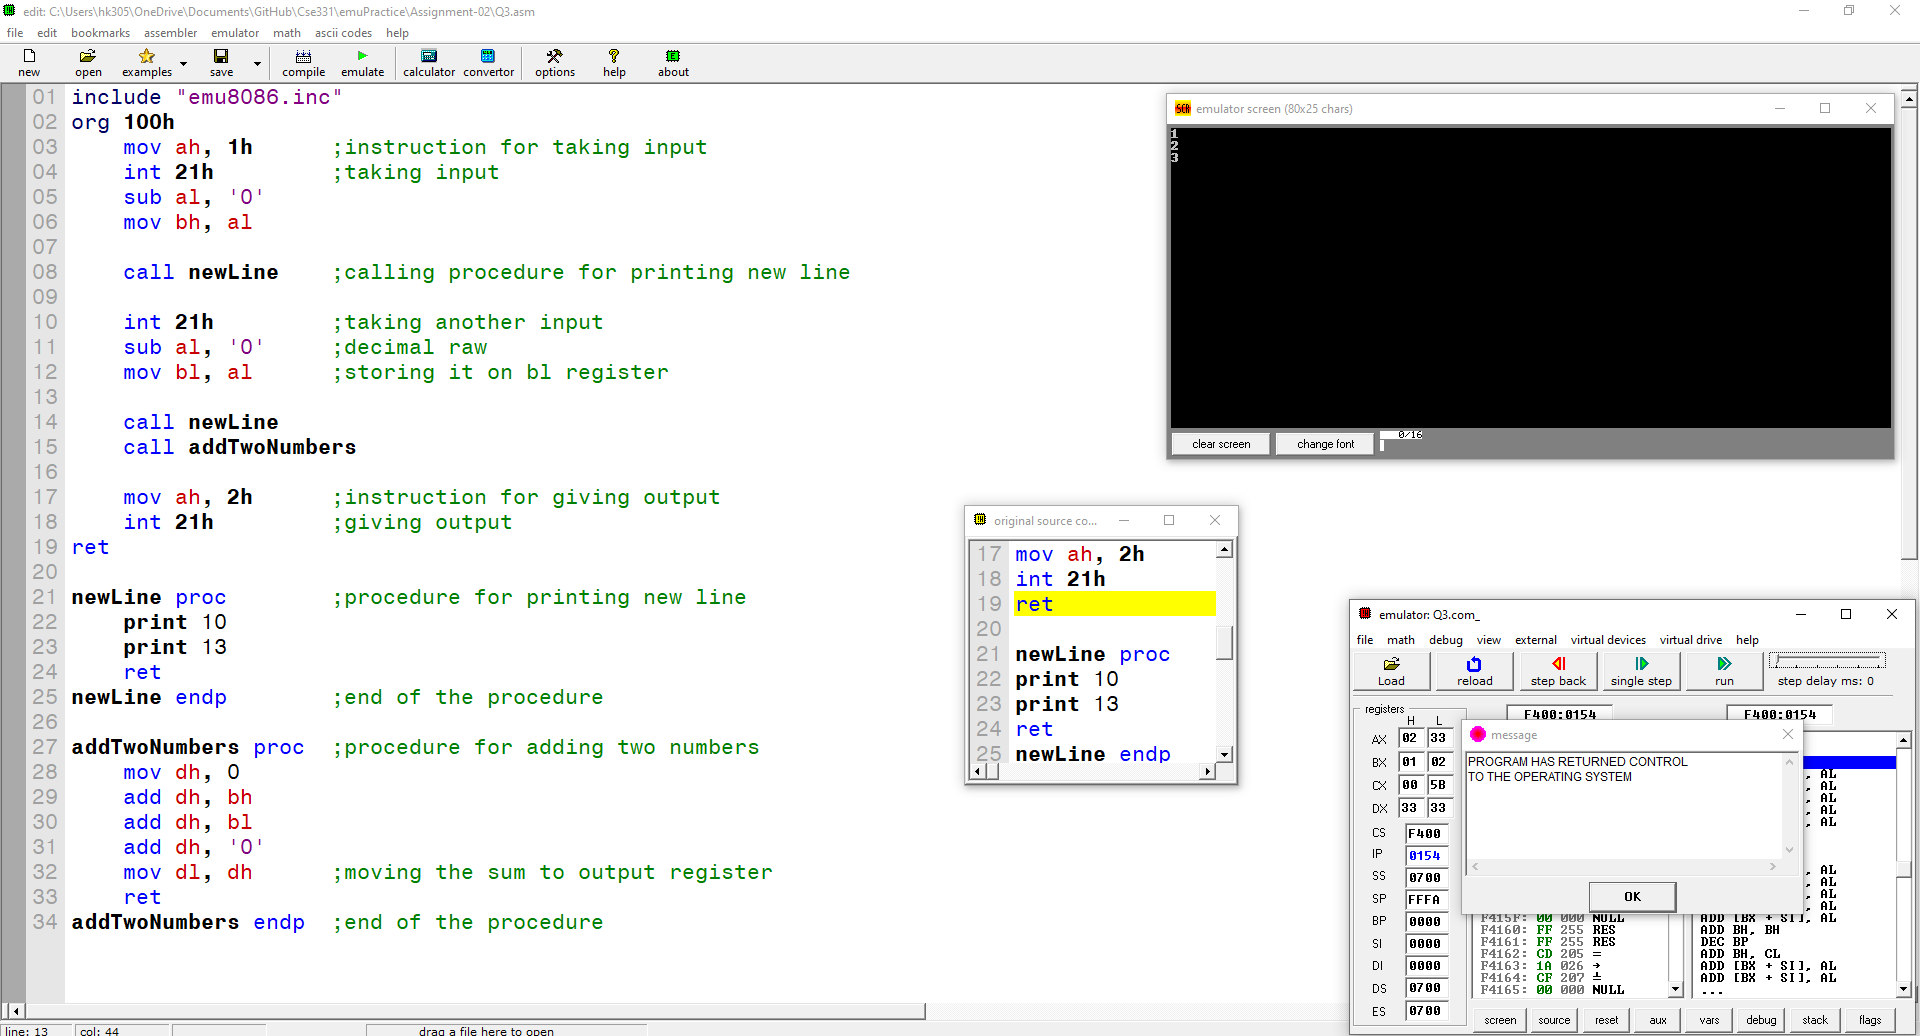 edit: C:\Users\hk305\OneDrive\Documents\GitHub\Cse331\emuPractice\Assignment-02\Q3.asm
file edit bookmarks assembler emulator math ascii codes help
new open examples save compile emulate calculator convertor options help about
01 include "emu8086.inc"
02 org 100h
03 mov ah, 1h ;instruction for taking input
04 int 21h ;taking input
05 sub al, '0'
06 mov bh, al
07
08 call newLine ;calling procedure for printing new line
09
10 int 21h ;taking another input
11 sub al, '0' ;decimal raw
12 mov bl, al ;storing it on bl register
13
14 call newLine
15 call addTwoNumbers
16
17 mov ah, 2h ;instruction for giving output
18 int 21h ;giving output
19 ret
20
21 newLine proc ;procedure for printing new line
22 print 10
23 print 13
24 ret
25 newLine endp ;end of the procedure
26
27 addTwoNumbers proc ;procedure for adding two numbers
28 mov dh, 0
29 add dh, bh
30 add dh, bl
31 add dh, '0'
32 mov dl, dh ;moving the sum to output register
33 ret
34 addTwoNumbers endp ;end of the procedure
line: 13 col: 44 drag a file here to open
SCR emulator screen (80x25 chars)
1
2
3
clear screen change font 0/16
original source co...
17 mov ah, 2h
18 int 21h
19 ret
20
21 newLine proc
22 print 10
23 print 13
24 ret
25 newLine endp
emulator: Q3.com_
file math debug view external virtual devices virtual drive help
Load reload step back single step run step delay ms: 0
registers F400:0154 F400:0154
H L
AX 02 33
BX 01 02
CX 00 5B
DX 33 33
CS F400
IP 0154
SS 0700
SP FFFA
BP 0000
SI 0000
DI 0000
DS 0700
ES 0700
message
PROGRAM HAS RETURNED CONTROL
TO THE OPERATING SYSTEM
OK
, AL
, AL
, AL
, AL
, AL
, AL
, AL
, AL
, AL
F415F: 00 000 NULL ADD [BX + SI], AL
F4160: FF 255 RES ADD BH, BH
F4161: FF 255 RES DEC BP
F4162: CD 205 = ADD BH, CL
F4163: 1A 026 → ADD [BX + SI], AL
F4164: CF 207 ╧ ADD [BX + SI], AL
F4165: 00 000 NULL ...
screen source reset aux vars debug stack flags